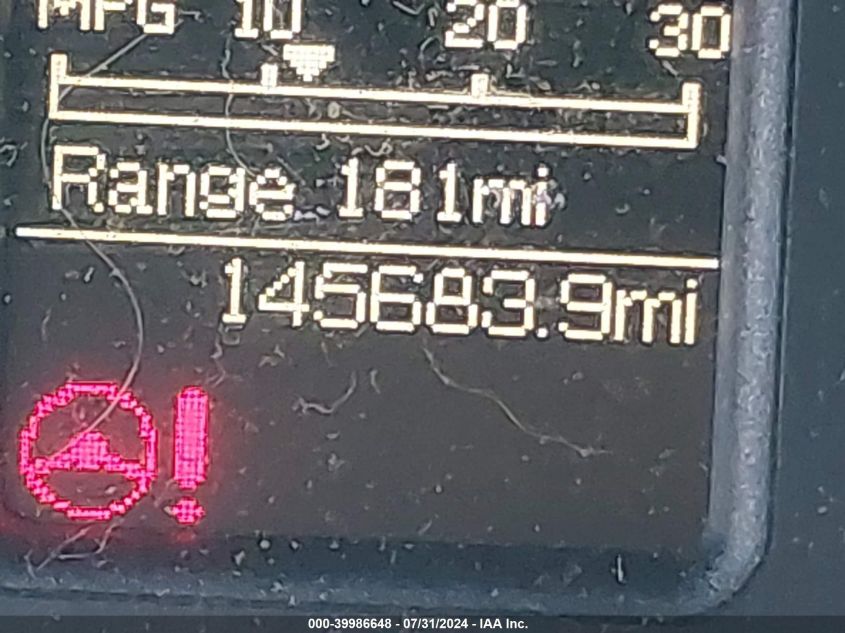 MPG 10 20 30
Range 181mi
145683.9mi
!
000-39986648 - 07/31/2024 - IAA Inc.